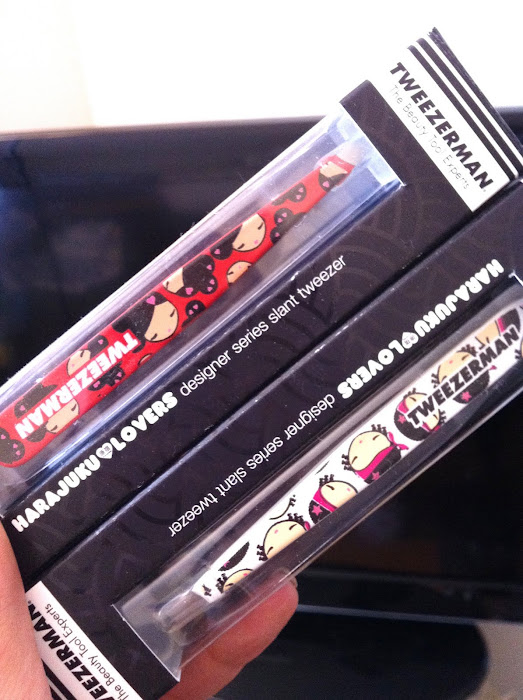 TWEEZERMAN
The Beauty Tool Experts
TWEEZERMAN
HARAJUKU LOVERS designer series slant tweezer
HARAJUKU LOVERS designer series slant tweezer
TWEEZERMAN
TWEEZERMAN
The Beauty Tool Experts